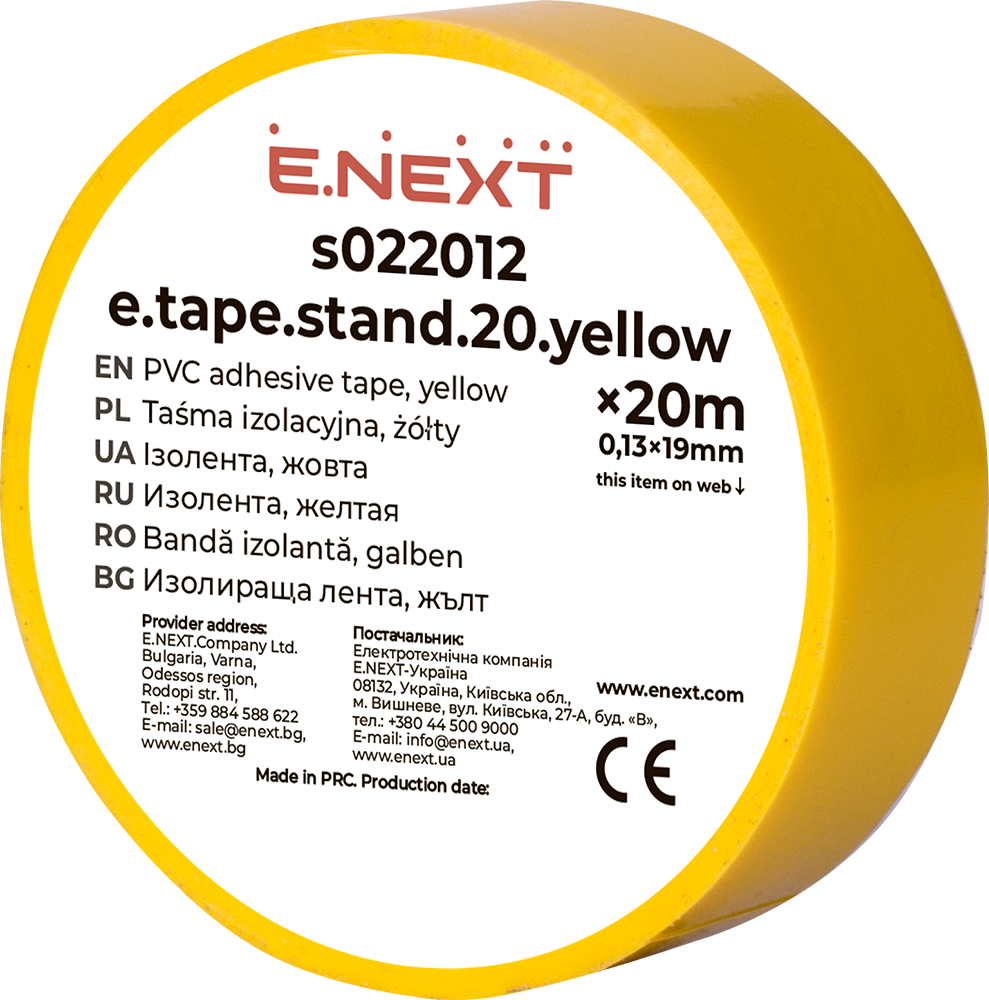 E.NEXT
s022012
e.tape.stand.20.yellow
EN PVC adhesive tape, yellow
PL Taśma izolacyjna, żółty
UA Ізолента, жовта
RU Изолента, желтая
RO Bandă izolantă, galben
BG Изолираща лента, жълт
×20m
0,13×19mm
this item on web↓
Provider address:
E.NEXT.Company Ltd.
Bulgaria, Varna,
Odessos region,
Rodopi str. 11,
Tel.: +359 884 588 622
E-mail: sale@enext.bg,
www.enext.bg
Постачальник:
Електротехнічна компанія
E.NEXT-Україна
08132, Україна, Київська обл.,
м. Вишневе, вул. Київська, 27-А, буд. «В»,
тел.: +380 44 500 9000
E-mail: info@enext.ua,
www.enext.ua
www.enext.com
CE
Made in PRC. Production date: